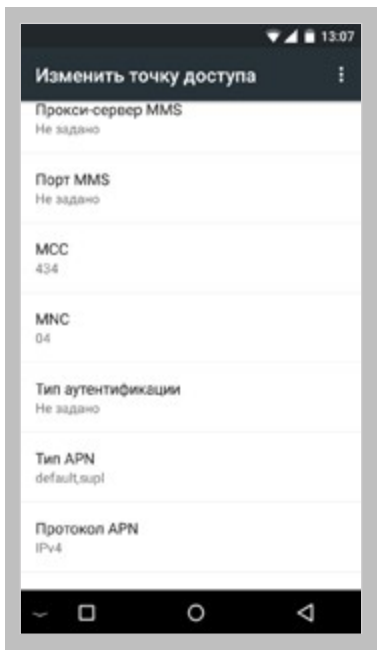 13:07
Изменить точку доступа
Прокси-сервер MMS
Не задано
Порт MMS
Не задано
MCC
434
MNC
04
Тип аутентификации
Не задано
Тип APN
default,supl
Протокол APN
IPv4